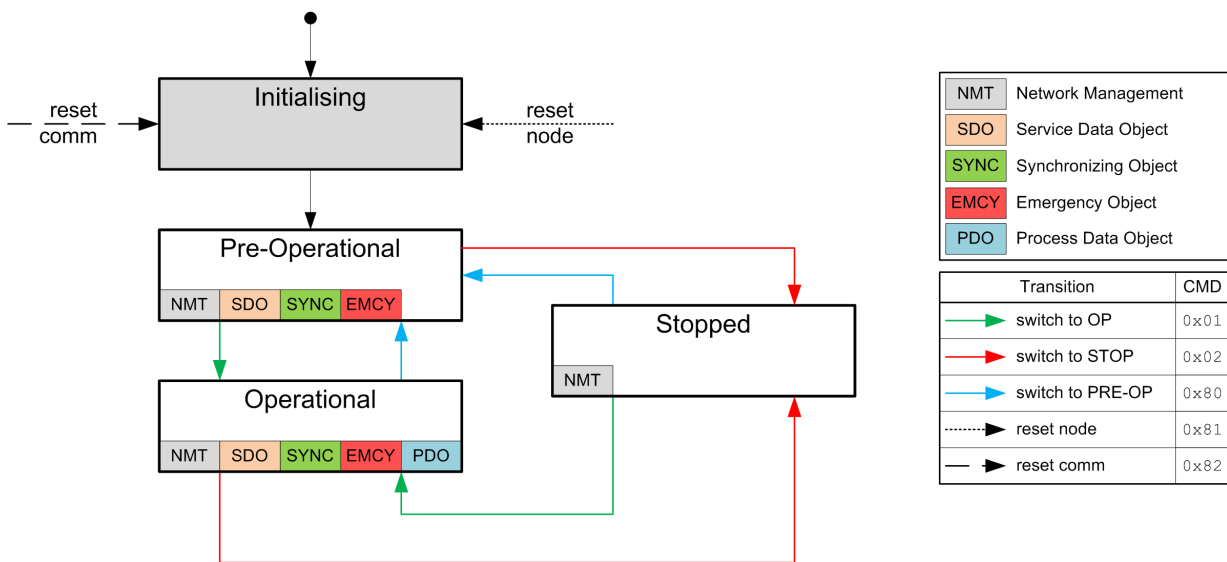 Initialising
reset
comm
reset
node
Pre-Operational
NMT SDO SYNC EMCY
Stopped
NMT
Operational
NMT SDO SYNC EMCY PDO
NMT Network Management
SDO Service Data Object
SYNC Synchronizing Object
EMCY Emergency Object
PDO Process Data Object
Transition CMD
switch to OP 0x01
switch to STOP 0x02
switch to PRE-OP 0x80
reset node 0x81
reset comm 0x82